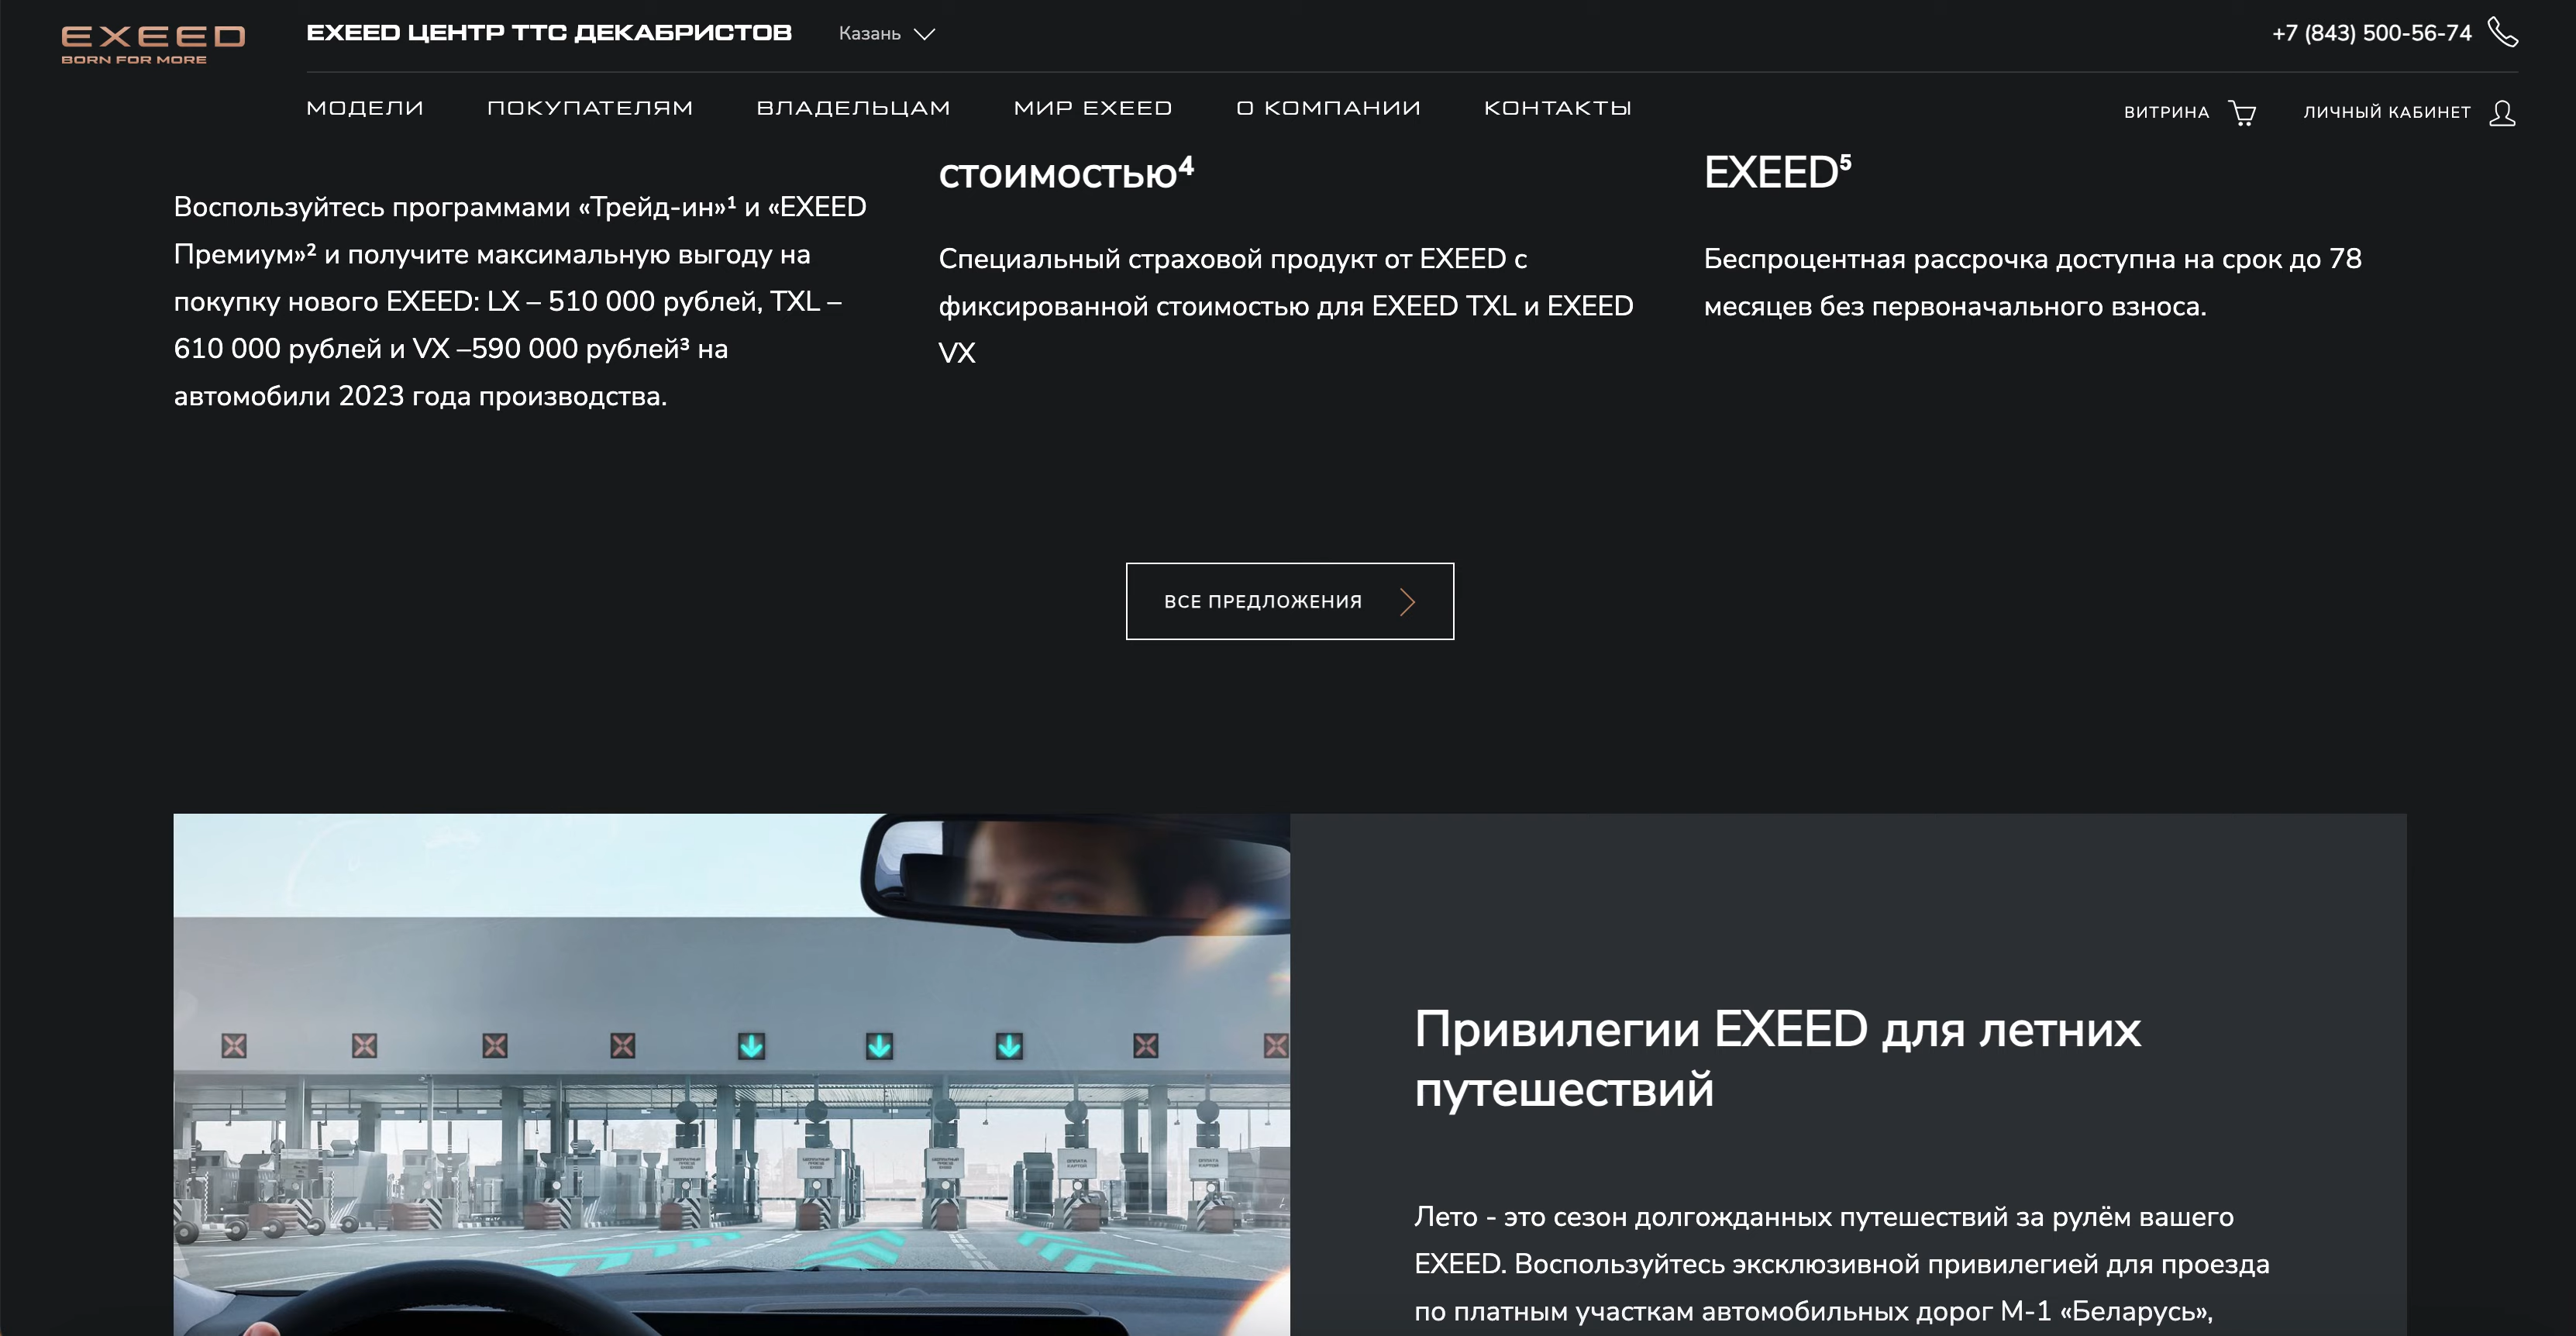 EXEED
BORN FOR MORE
EXEED ЦЕНТР ТТС ДЕКАБРИСТОВ
Казань
+7 (843) 500-56-74
МОДЕЛИ
ПОКУПАТЕЛЯМ
ВЛАДЕЛЬЦАМ
МИР EXEED
О КОМПАНИИ
КОНТАКТЫ
ВИТРИНА
ЛИЧНЫЙ КАБИНЕТ
Воспользуйтесь программами «Трейд-ин»¹ и «EXEED
Премиум»² и получите максимальную выгоду на
покупку нового EXEED: LX – 510 000 рублей, TXL –
610 000 рублей и VX –590 000 рублей³ на
автомобили 2023 года производства.
стоимостью⁴
Специальный страховой продукт от EXEED с
фиксированной стоимостью для EXEED TXL и EXEED
VX
EXEED⁵
Беспроцентная рассрочка доступна на срок до 78
месяцев без первоначального взноса.
ВСЕ ПРЕДЛОЖЕНИЯ
ОПЛАТА
КАРТОЙ
ОПЛАТА
КАРТОЙ
Привилегии EXEED для летних
путешествий
Лето - это сезон долгожданных путешествий за рулём вашего
EXEED. Воспользуйтесь эксклюзивной привилегией для проезда
по платным участкам автомобильных дорог М-1 «Беларусь»,